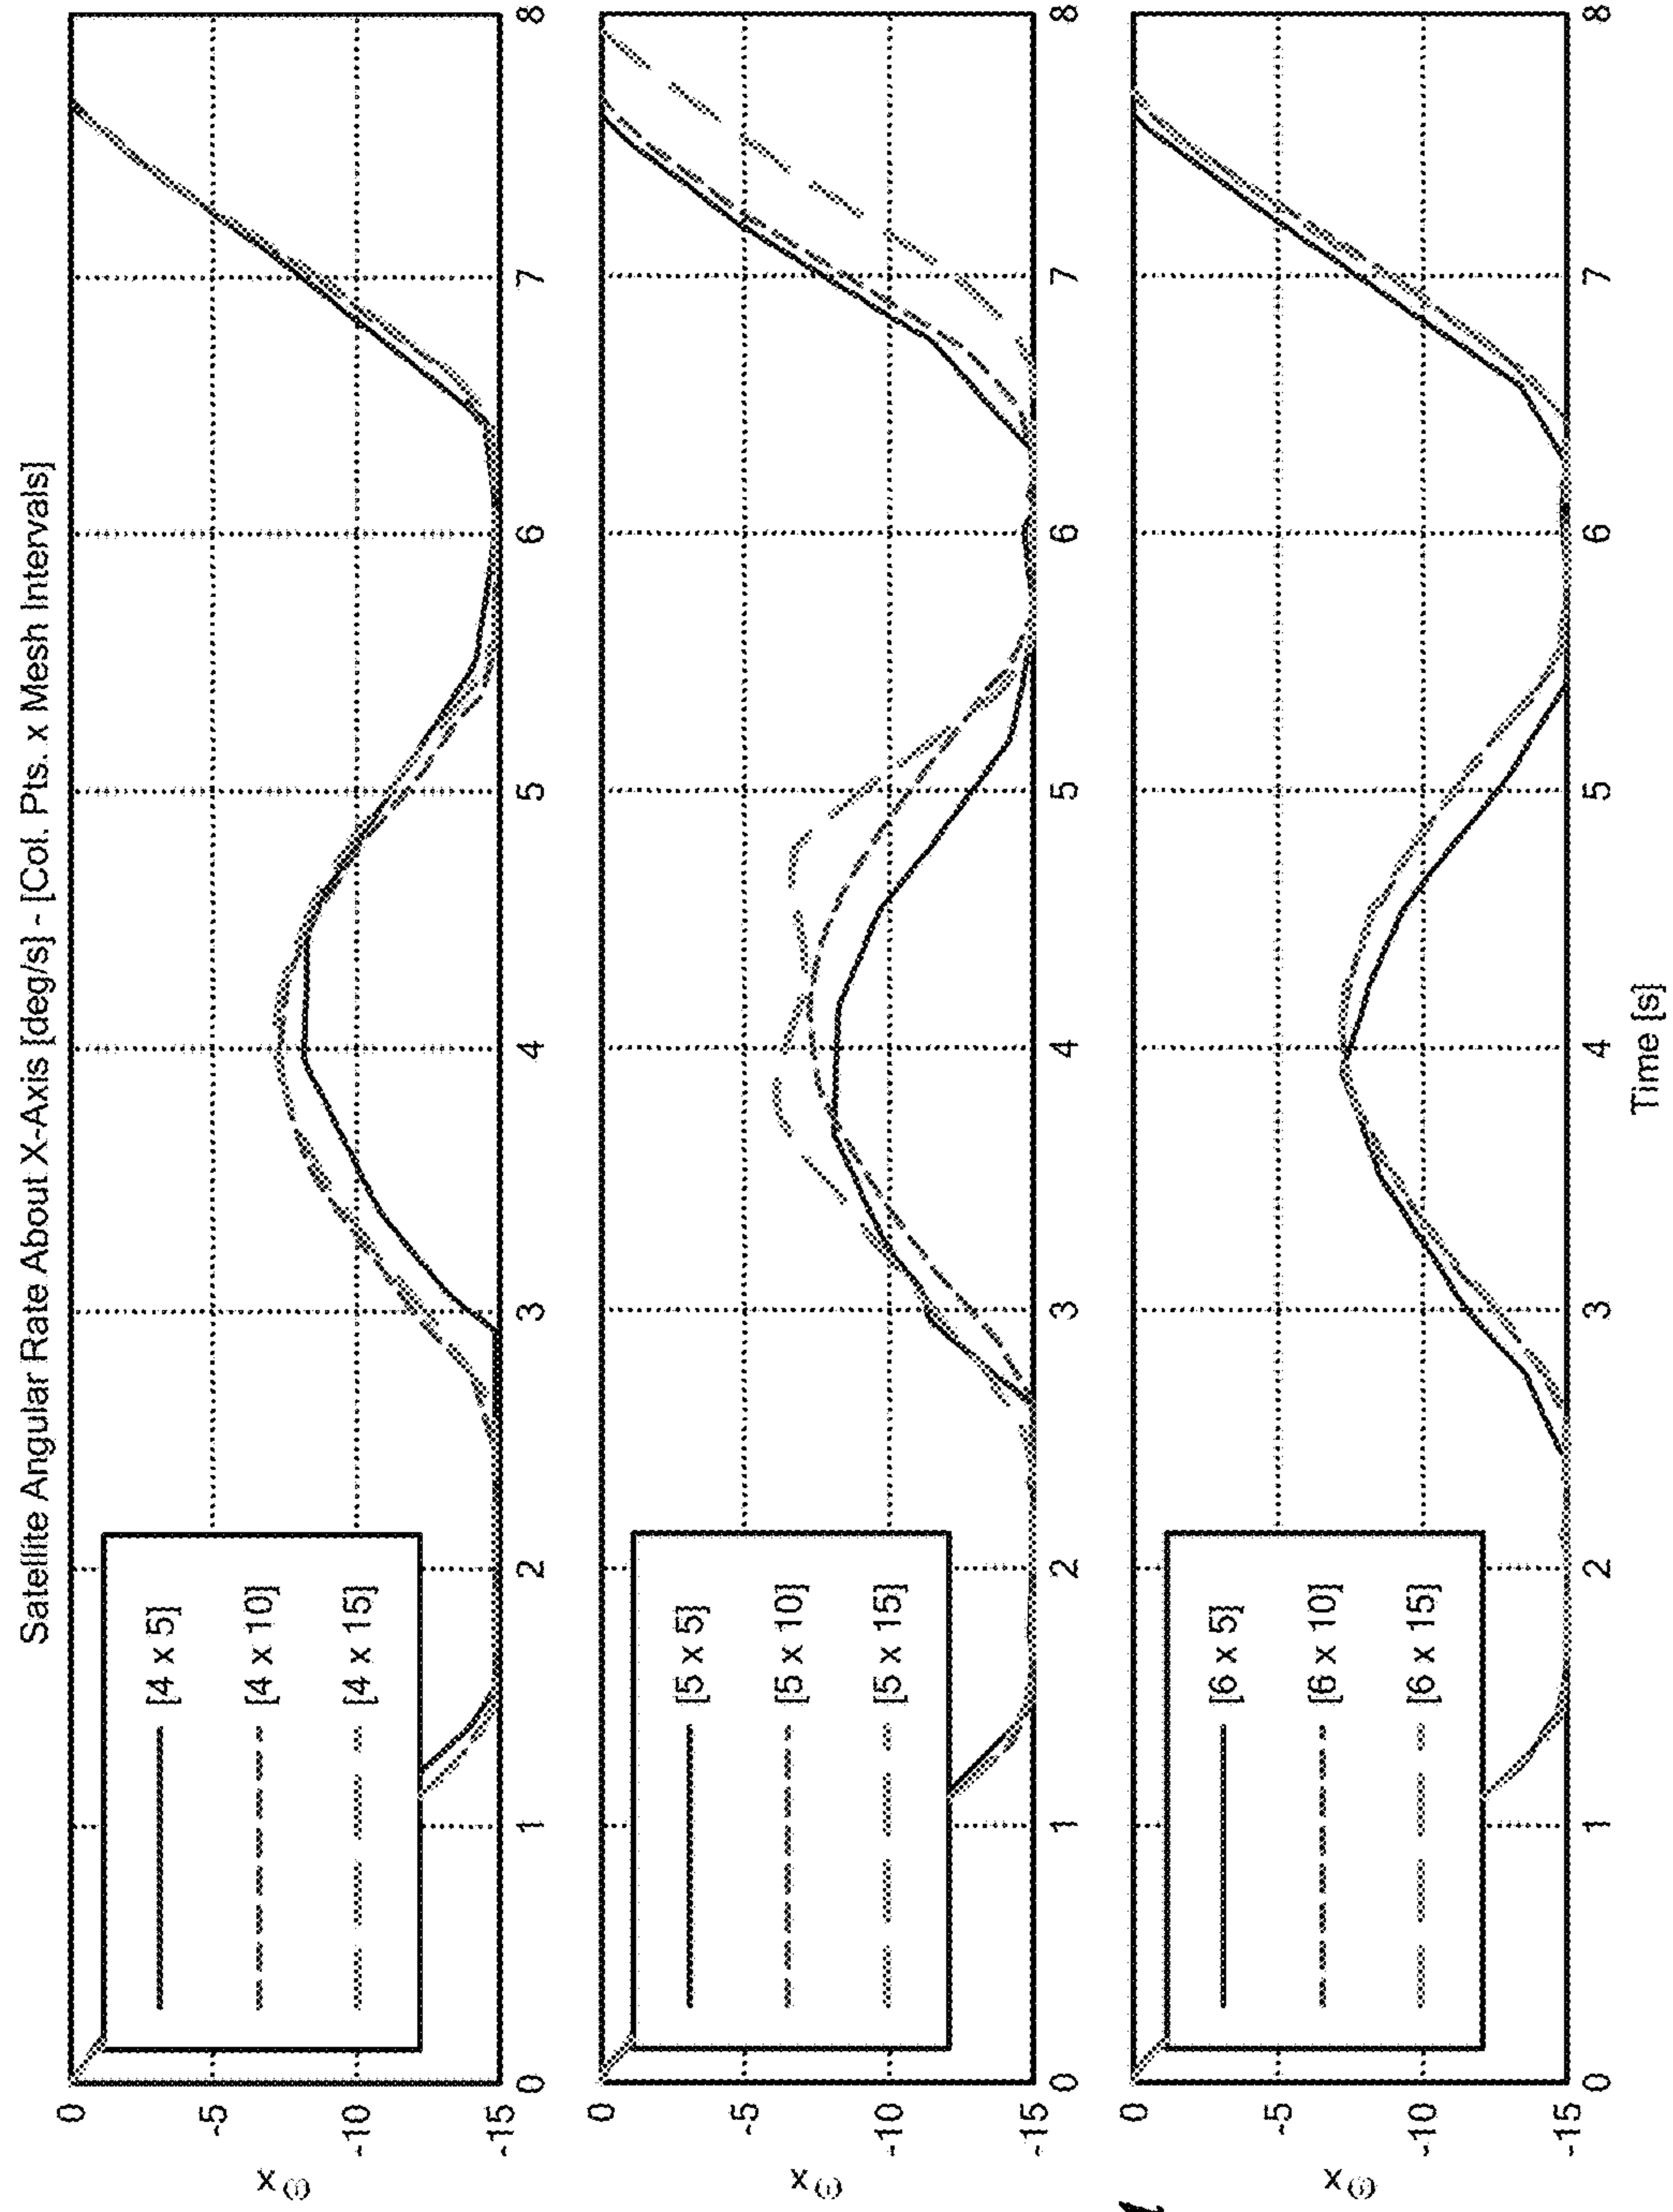 Satellite Angular Rate About X-Axis [deg/s] - [Col. Pts. x Mesh Intervals]
0
-5
-10
-15
ωx
[4 x 5]
[4 x 10]
[4 x 15]
0 1 2 3 4 5 6 7 8
0
-5
-10
-15
ωx
[5 x 5]
[5 x 10]
[5 x 15]
0 1 2 3 4 5 6 7 8
0
-5
-10
-15
ωx
[6 x 5]
[6 x 10]
[6 x 15]
0 1 2 3 4 5 6 7 8
Time [s]